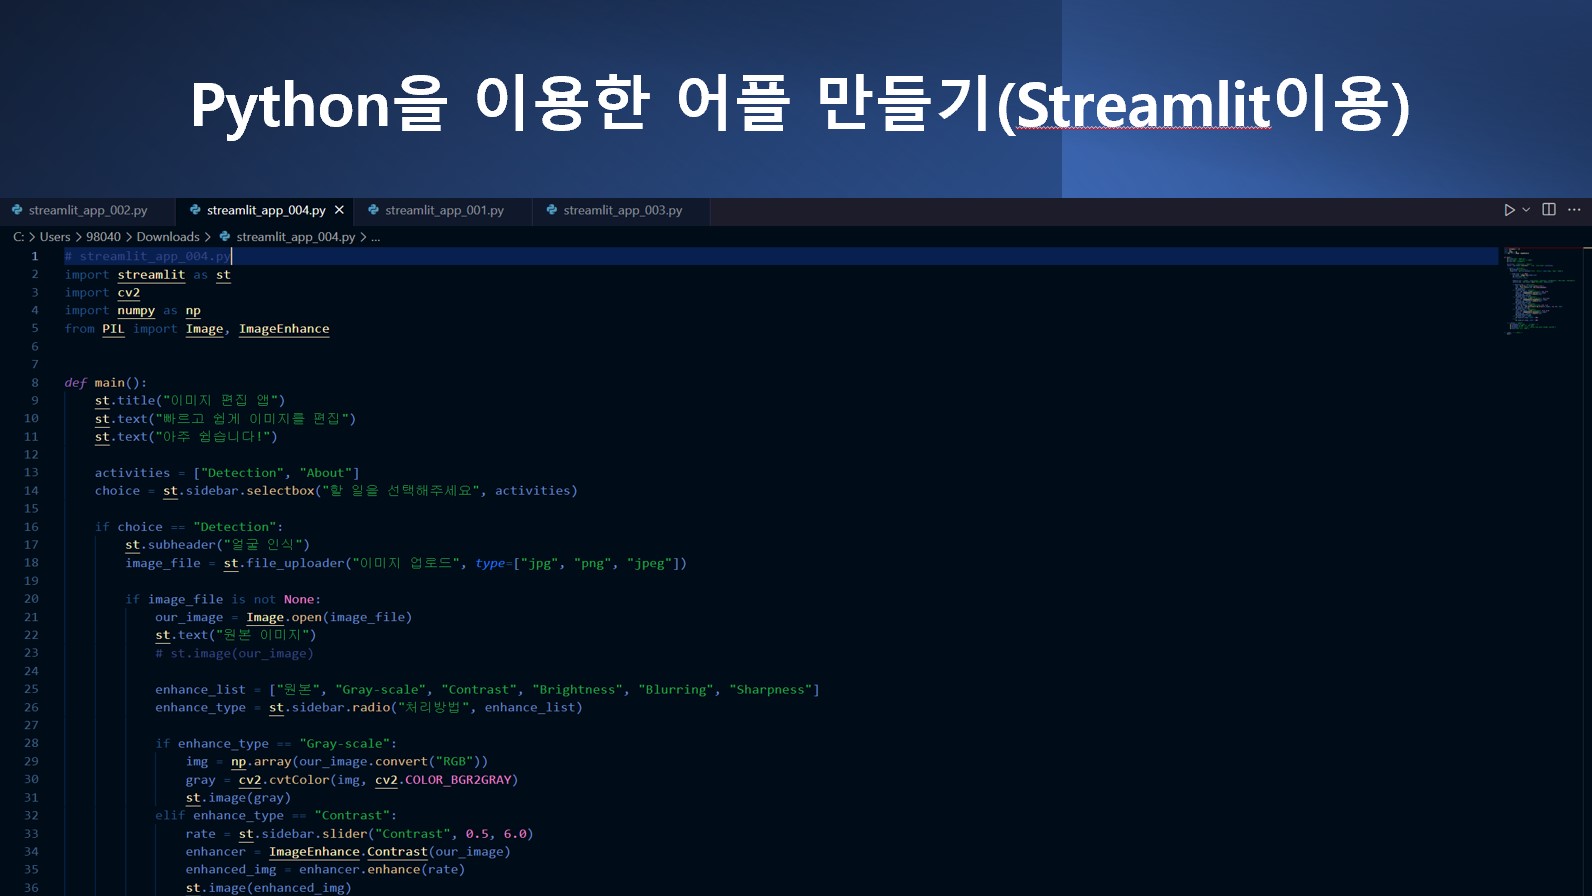 Python을 이용한 어플 만들기(Streamlit이용)
streamlit_app_002.py streamlit_app_004.py streamlit_app_001.py streamlit_app_003.py
C: > Users > 98040 > Downloads > streamlit_app_004.py > ...
1 # streamlit_app_004.py
2 import streamlit as st
3 import cv2
4 import numpy as np
5 from PIL import Image, ImageEnhance
6
7
8 def main():
9 st.title("이미지 편집 앱")
10 st.text("빠르고 쉽게 이미지를 편집")
11 st.text("아주 쉽습니다!")
12
13 activities = ["Detection", "About"]
14 choice = st.sidebar.selectbox("할 일을 선택해주세요", activities)
15
16 if choice == "Detection":
17 st.subheader("얼굴 인식")
18 image_file = st.file_uploader("이미지 업로드", type=["jpg", "png", "jpeg"])
19
20 if image_file is not None:
21 our_image = Image.open(image_file)
22 st.text("원본 이미지")
23 # st.image(our_image)
24
25 enhance_list = ["원본", "Gray-scale", "Contrast", "Brightness", "Blurring", "Sharpness"]
26 enhance_type = st.sidebar.radio("처리방법", enhance_list)
27
28 if enhance_type == "Gray-scale":
29 img = np.array(our_image.convert("RGB"))
30 gray = cv2.cvtColor(img, cv2.COLOR_BGR2GRAY)
31 st.image(gray)
32 elif enhance_type == "Contrast":
33 rate = st.sidebar.slider("Contrast", 0.5, 6.0)
34 enhancer = ImageEnhance.Contrast(our_image)
35 enhanced_img = enhancer.enhance(rate)
36 st.image(enhanced_img)